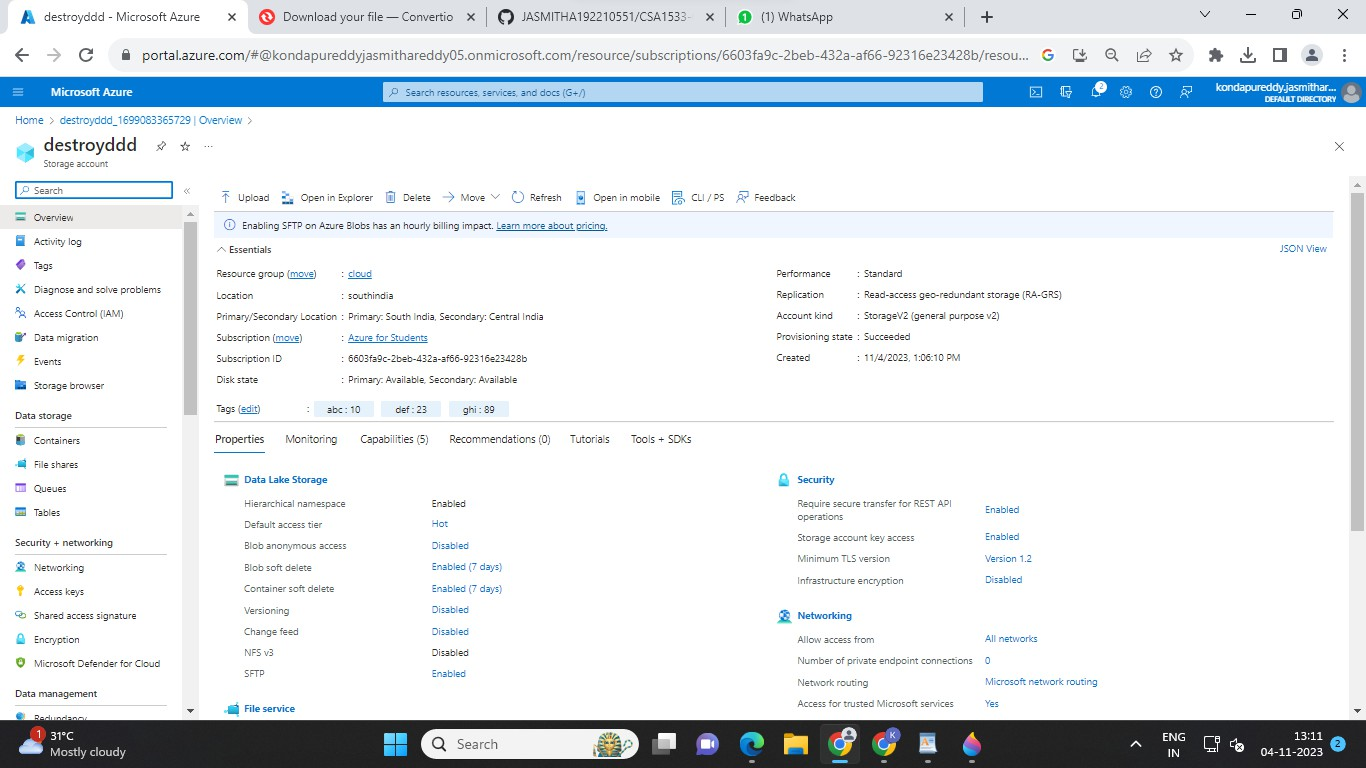 destroyddd - Microsoft Azure
Download your file — Convertio
JASMITHA192210551/CSA1533-
(1) WhatsApp
portal.azure.com/#@kondapureddyjasmithareddy05.onmicrosoft.com/resource/subscriptions/6603fa9c-2beb-432a-af66-92316e23428b/resou...
Microsoft Azure
Search resources, services, and docs (G+/)
2
kondapureddy.jasmithar...
DEFAULT DIRECTORY
Home > destroyddd_1699083365729 | Overview >
destroyddd
Storage account
Search
Overview
Activity log
Tags
Diagnose and solve problems
Access Control (IAM)
Data migration
Events
Storage browser
Data storage
Containers
File shares
Queues
Tables
Security + networking
Networking
Access keys
Shared access signature
Encryption
Microsoft Defender for Cloud
Data management
Redundancy
Upload Open in Explorer Delete Move Refresh Open in mobile CLI / PS Feedback
Enabling SFTP on Azure Blobs has an hourly billing impact. Learn more about pricing.
Essentials
JSON View
Resource group (move) : cloud
Location : southindia
Primary/Secondary Location : Primary: South India, Secondary: Central India
Subscription (move) : Azure for Students
Subscription ID : 6603fa9c-2beb-432a-af66-92316e23428b
Disk state : Primary: Available, Secondary: Available
Performance : Standard
Replication : Read-access geo-redundant storage (RA-GRS)
Account kind : StorageV2 (general purpose v2)
Provisioning state : Succeeded
Created : 11/4/2023, 1:06:10 PM
Tags (edit) : abc : 10 def : 23 ghi : 89
Properties Monitoring Capabilities (5) Recommendations (0) Tutorials Tools + SDKs
Data Lake Storage
Hierarchical namespace Enabled
Default access tier Hot
Blob anonymous access Disabled
Blob soft delete Enabled (7 days)
Container soft delete Enabled (7 days)
Versioning Disabled
Change feed Disabled
NFS v3 Disabled
SFTP Enabled
File service
Security
Require secure transfer for REST API
operations Enabled
Storage account key access Enabled
Minimum TLS version Version 1.2
Infrastructure encryption Disabled
Networking
Allow access from All networks
Number of private endpoint connections 0
Network routing Microsoft network routing
Access for trusted Microsoft services Yes
1
31°C
Mostly cloudy
Search
K
ENG
IN
13:11
04-11-2023
2